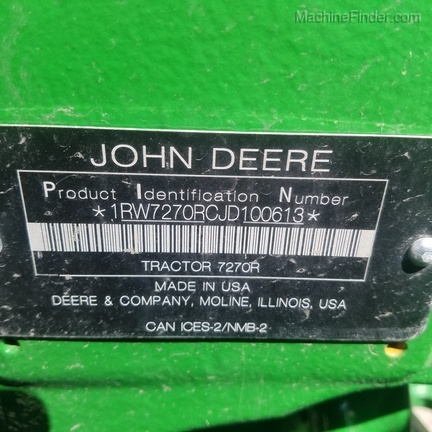 MachineFinder.com
JOHN DEERE
Product Identification Number
*1RW7270RCJD100613*
TRACTOR 7270R
MADE IN USA
DEERE & COMPANY, MOLINE, ILLINOIS, USA
CAN ICES-2/NMB-2